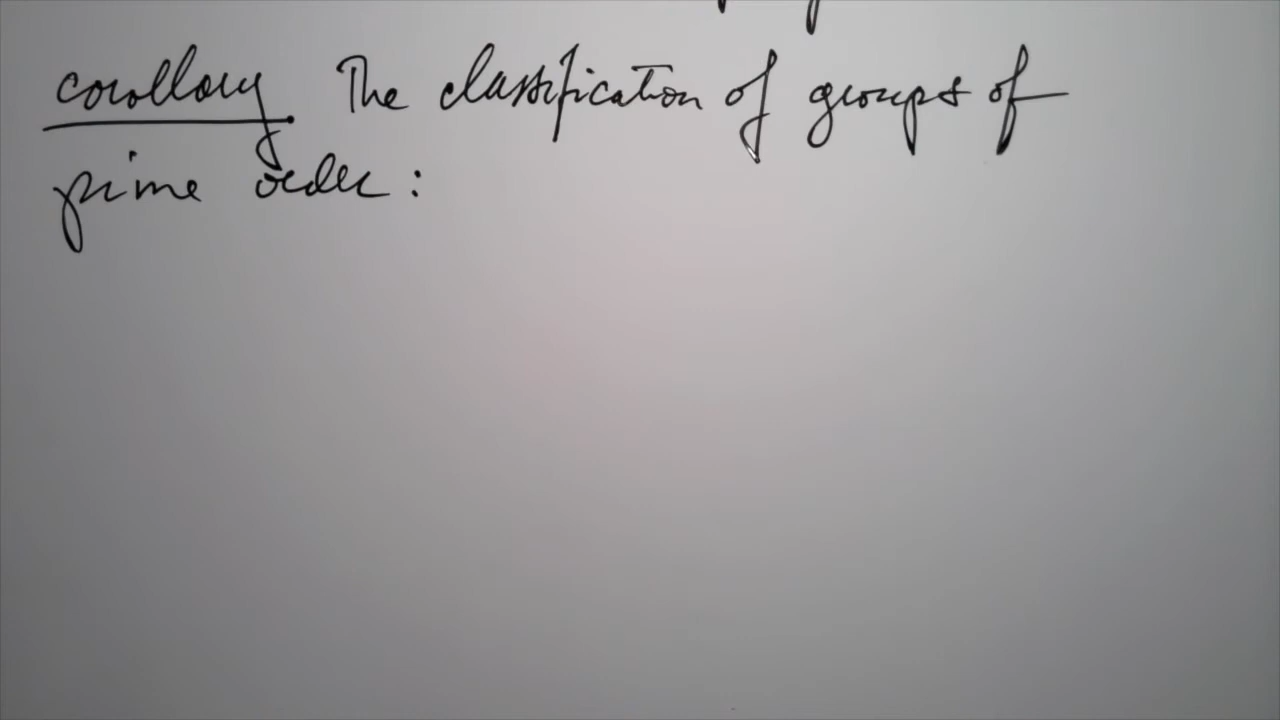 corollary The classification of groups of
prime order: